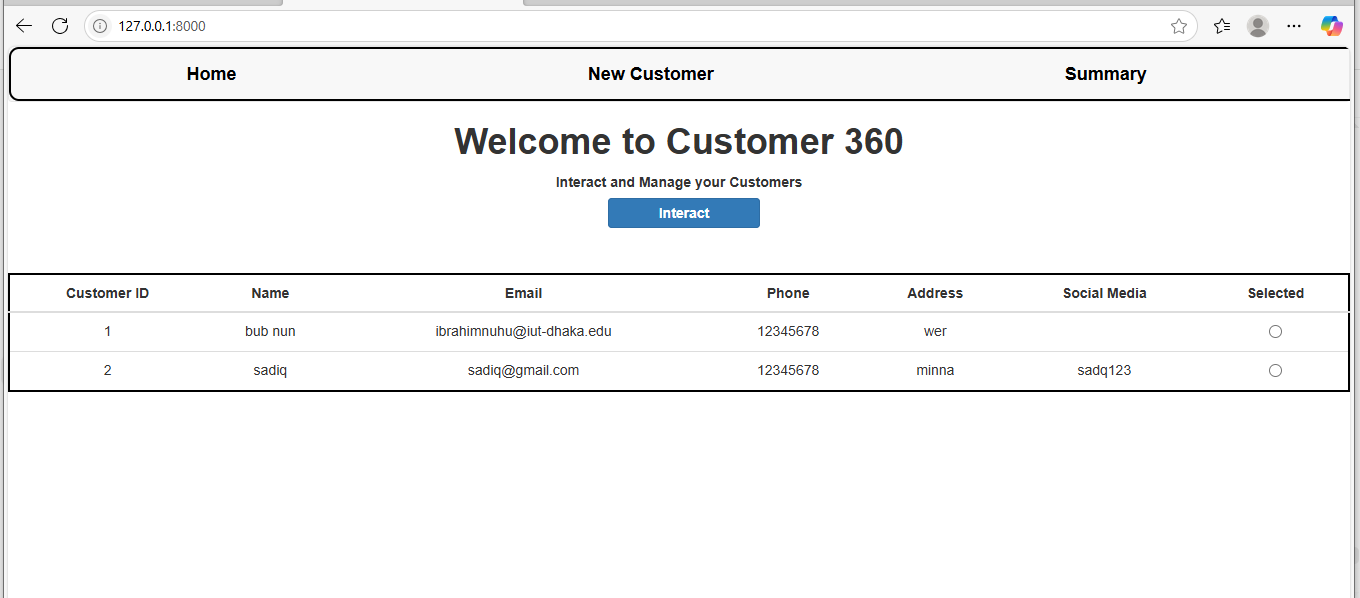 127.0.0.1:8000
Home New Customer Summary
Welcome to Customer 360
Interact and Manage your Customers
Interact
Customer ID Name Email Phone Address Social Media Selected
1 bub nun ibrahimnuhu@iut-dhaka.edu 12345678 wer
2 sadiq sadiq@gmail.com 12345678 minna sadq123